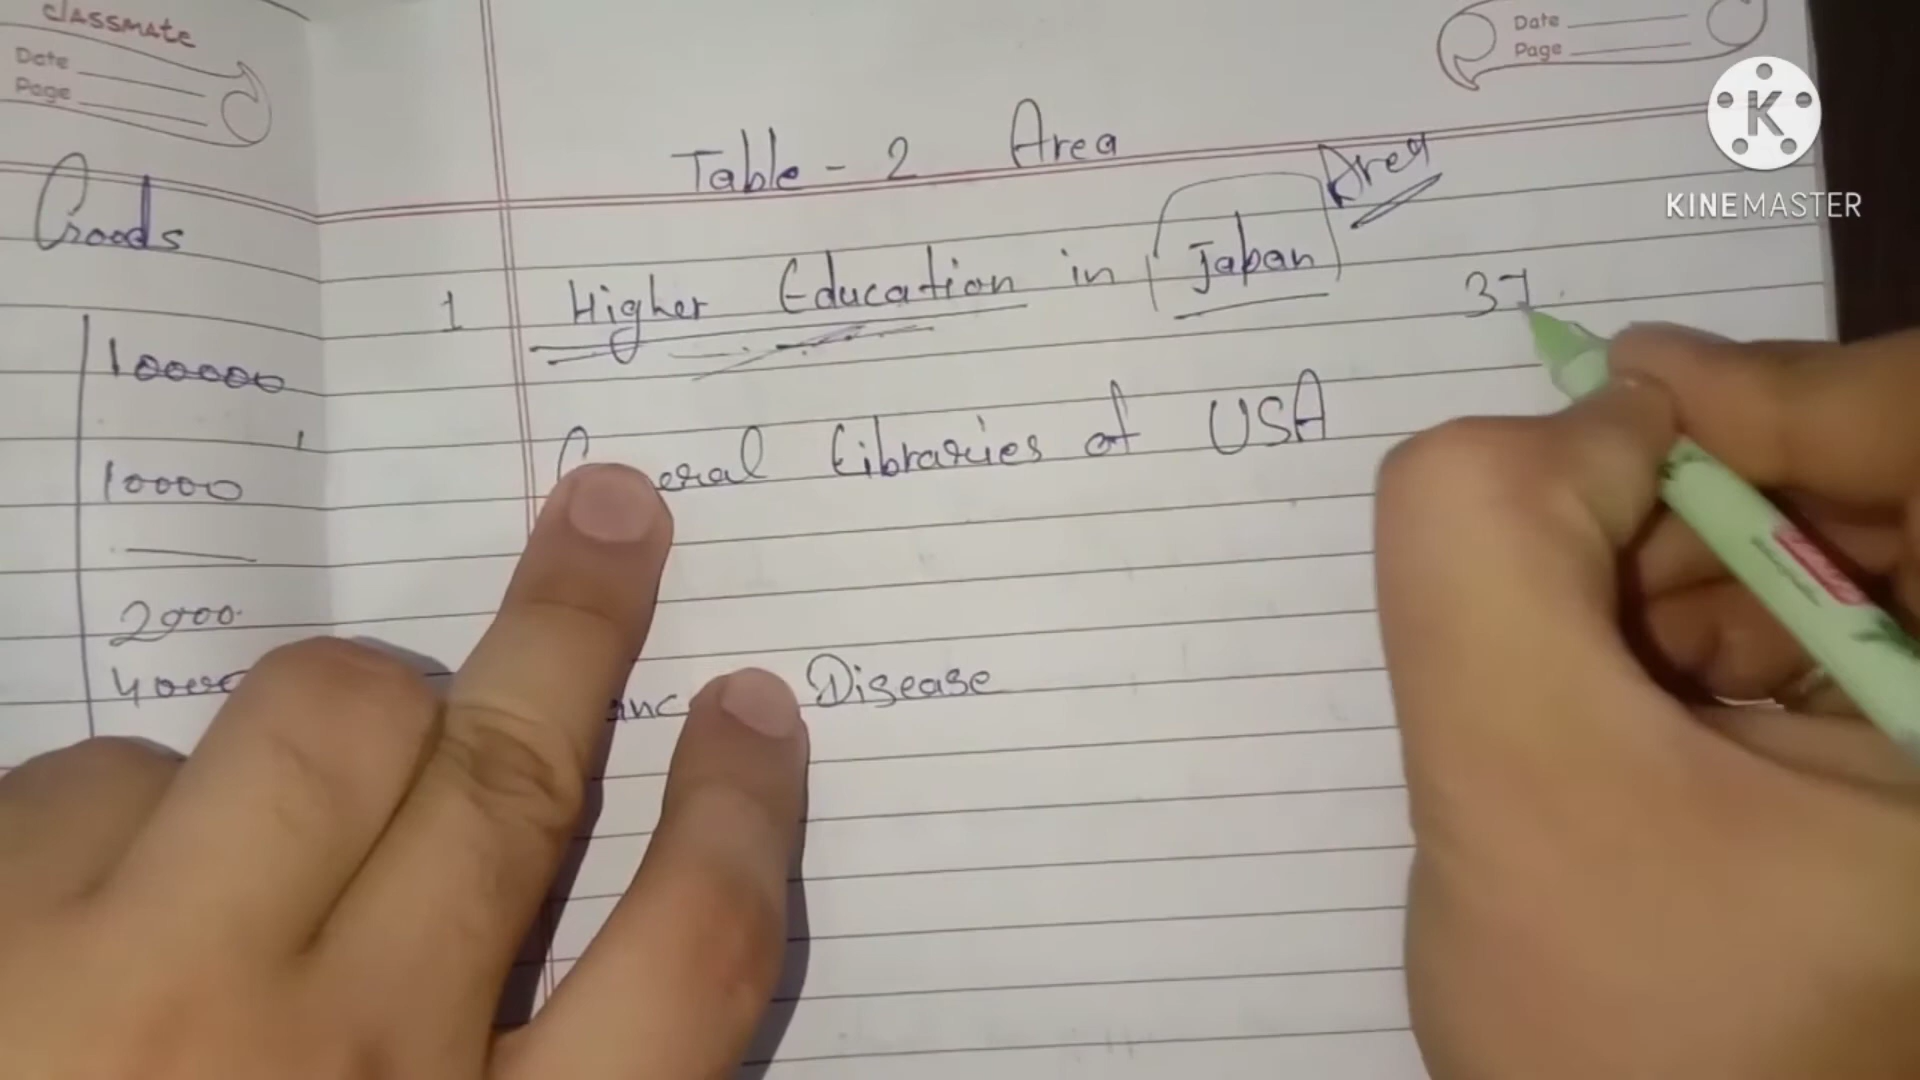 classmate
Date
Page
Date
Page
KINEMASTER
Table - 2 Area
Area
Goods
1 Higher Education in Japan
37
100000
Libraries of USA
10000
2000
Disease